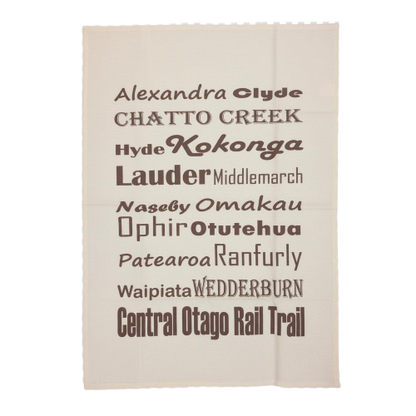 Alexandra Clyde
CHATTO CREEK
Hyde Kokonga
Lauder Middlemarch
Naseby Omakau
Ophir Otutehua
Patearoa Ranfurly
Waipiata WEDDERBURN
Central Otago Rail Trail